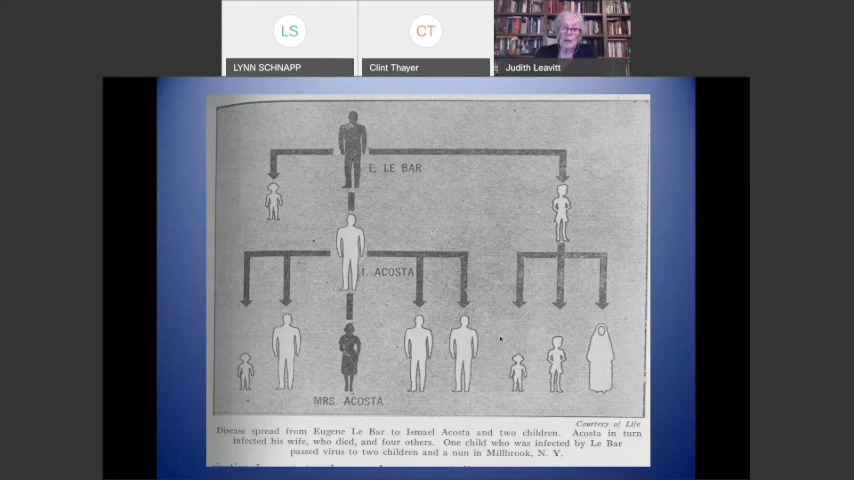 LS
CT
LYNN SCHNAPP
Clint Thayer
Judith Leavitt
E. LE BAR
I. ACOSTA
MRS. ACOSTA
Courtesy of Life
Disease spread from Eugene Le Bar to Ismael Acosta and two children. Acosta in turn
infected his wife, who died, and four others. One child who was infected by Le Bar
passed virus to two children and a nun in Millbrook, N. Y.